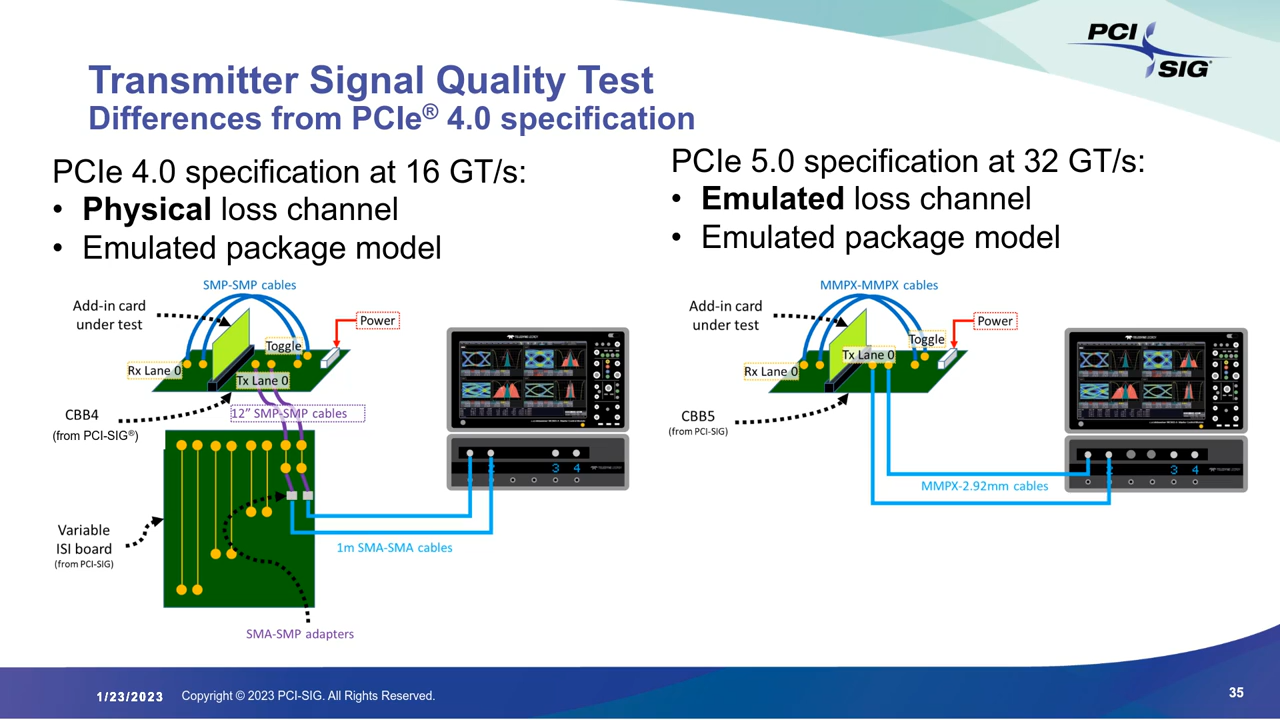 PCI
SIG®
Transmitter Signal Quality Test
Differences from PCIe® 4.0 specification
PCIe 4.0 specification at 16 GT/s:
• Physical loss channel
• Emulated package model
SMP-SMP cables
Add-in card
under test
Power
Toggle
Rx Lane 0
Tx Lane 0
CBB4
(from PCI-SIG®)
12” SMP-SMP cables
3 4
Variable
ISI board
(from PCI-SIG)
1m SMA-SMA cables
SMA-SMP adapters
PCIe 5.0 specification at 32 GT/s:
• Emulated loss channel
• Emulated package model
MMPX-MMPX cables
Add-in card
under test
Power
Toggle
Tx Lane 0
Rx Lane 0
CBB5
(from PCI-SIG)
3 4
MMPX-2.92mm cables
1/23/2023
Copyright © 2023 PCI-SIG. All Rights Reserved.
35